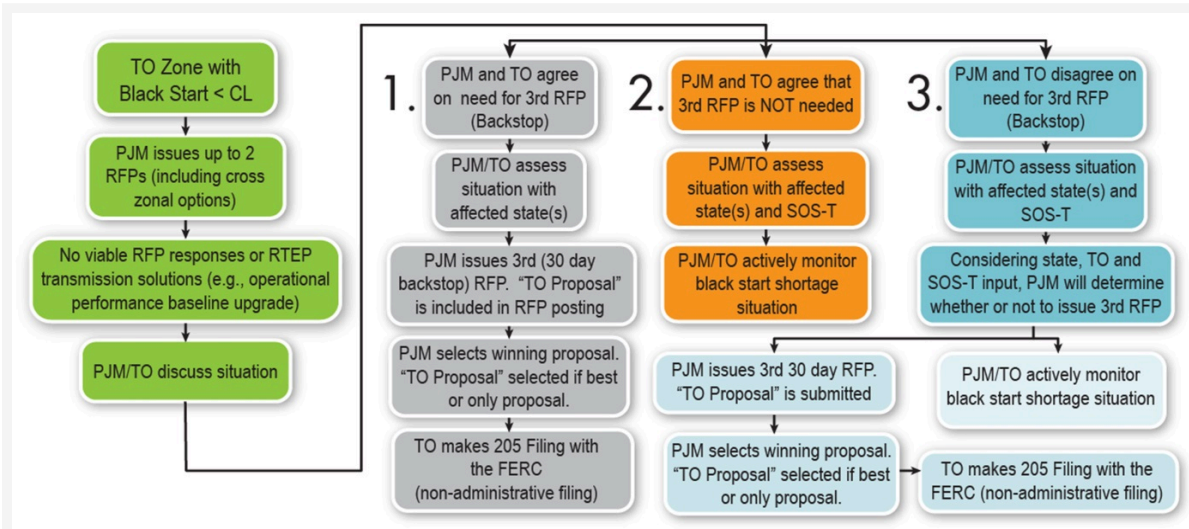 TO Zone with
Black Start < CL
PJM issues up to 2
RFPs (including cross
zonal options)
No viable RFP responses or RTEP
transmission solutions (e.g., operational
performance baseline upgrade)
PJM/TO discuss situation
1.
PJM and TO agree
on need for 3rd RFP
(Backstop)
PJM/TO assess
situation with
affected state(s)
PJM issues 3rd (30 day
backstop) RFP. “TO Proposal”
is included in RFP posting
PJM selects winning proposal.
“TO Proposal” selected if best
or only proposal.
TO makes 205 Filing with
the FERC
(non-administrative filing)
2.
PJM and TO agree that
3rd RFP is NOT needed
PJM/TO assess
situation with affected
state(s) and SOS-T
PJM/TO actively monitor
black start shortage
situation
3.
PJM and TO disagree on
need for 3rd RFP
(Backstop)
PJM/TO assess situation
with affected state(s) and
SOS-T
Considering state, TO and
SOS-T input, PJM will determine
whether or not to issue 3rd RFP
PJM issues 3rd 30 day RFP.
“TO Proposal” is submitted
PJM selects winning proposal.
“TO Proposal” selected if best
or only proposal.
PJM/TO actively monitor
black start shortage situation
TO makes 205 Filing with the
FERC (non-administrative filing)